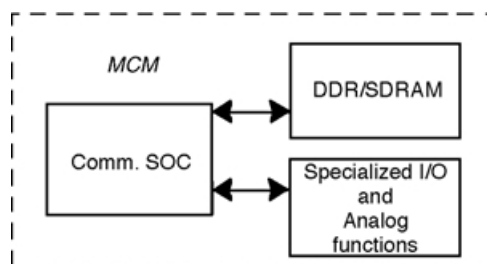 MCM
DDR/SDRAM
Comm. SOC
Specialized I/O
and
Analog
functions